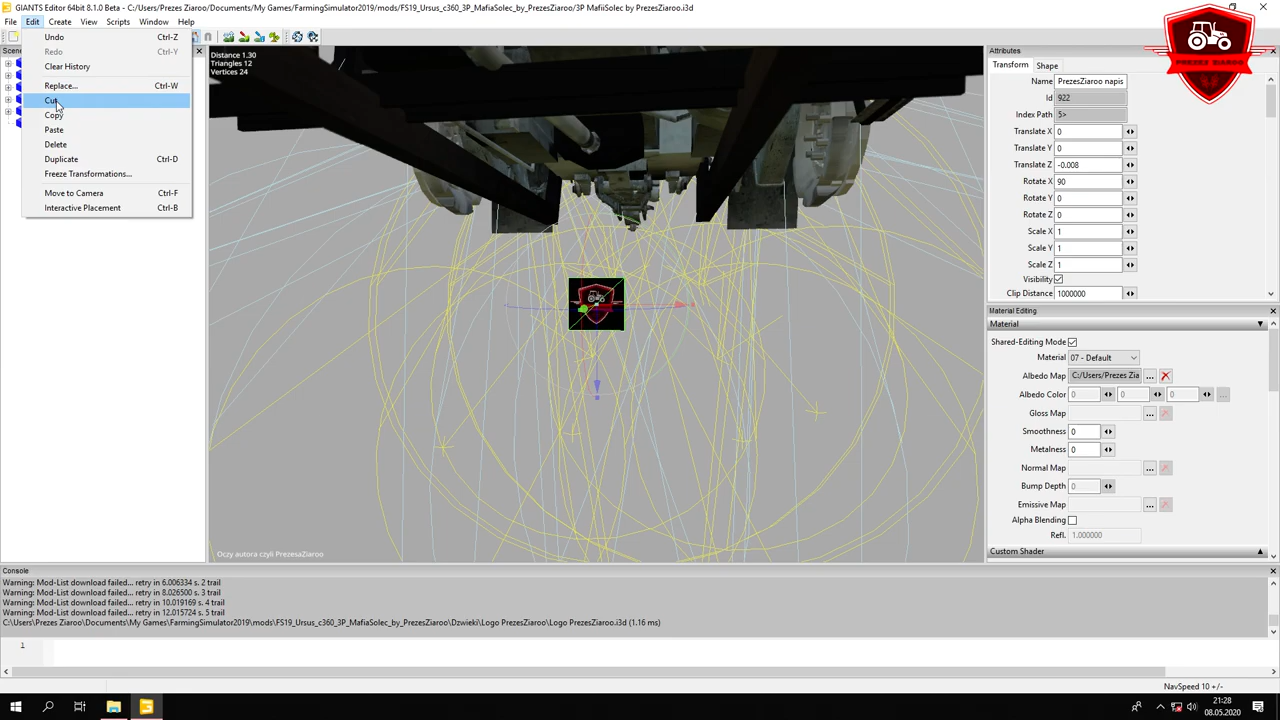 GIANTS Editor 64bit 8.1.0 Beta - C:/Users/Prezes Ziaroo/Documents/My Games/FarmingSimulator2019/mods/FS19_Ursus_c360_3P_MafiaSolec_by_PrezesZiaroo/3P MafiiSolec by PrezesZiaroo.i3d
File Edit Create View Scripts Window Help
Undo Ctrl-Z
Redo Ctrl-Y
Clear History
Replace... Ctrl-W
Cut
Copy
Paste
Delete
Duplicate Ctrl-D
Freeze Transformations...
Move to Camera Ctrl-F
Interactive Placement Ctrl-B
Distance 1.30
Triangles 12
Vertices 24
Oczy autora czyli PrezesaZiaroo
PREZES ZIAROO
Attributes
Transform Shape
Name PrezesZiaroo napis
Id 922
Index Path 5>
Translate X 0
Translate Y 0
Translate Z -0.008
Rotate X 90
Rotate Y 0
Rotate Z 0
Scale X 1
Scale Y 1
Scale Z 1
Visibility
Clip Distance 1000000
Material Editing
Material
Shared-Editing Mode
Material 07 - Default
Albedo Map C:/Users/Prezes Zia ...
Albedo Color 0 0 0 ...
Gloss Map ...
Smoothness 0
Metalness 0
Normal Map ...
Bump Depth 0
Emissive Map ...
Alpha Blending
Refl. 1.000000
Custom Shader
Console
Warning: Mod-List download failed... retry in 6.006334 s. 2 trail
Warning: Mod-List download failed... retry in 8.026500 s. 3 trail
Warning: Mod-List download failed... retry in 10.019169 s. 4 trail
Warning: Mod-List download failed... retry in 12.015724 s. 5 trail
C:\Users\Prezes Ziaroo\Documents\My Games\FarmingSimulator2019\mods\FS19_Ursus_c360_3P_MafiaSolec_by_PrezesZiaroo\Dzwieki\Logo PrezesZiaroo\Logo PrezesZiaroo.i3d (1.16 ms)
1
NavSpeed 10 +/-
21:28
08.05.2020